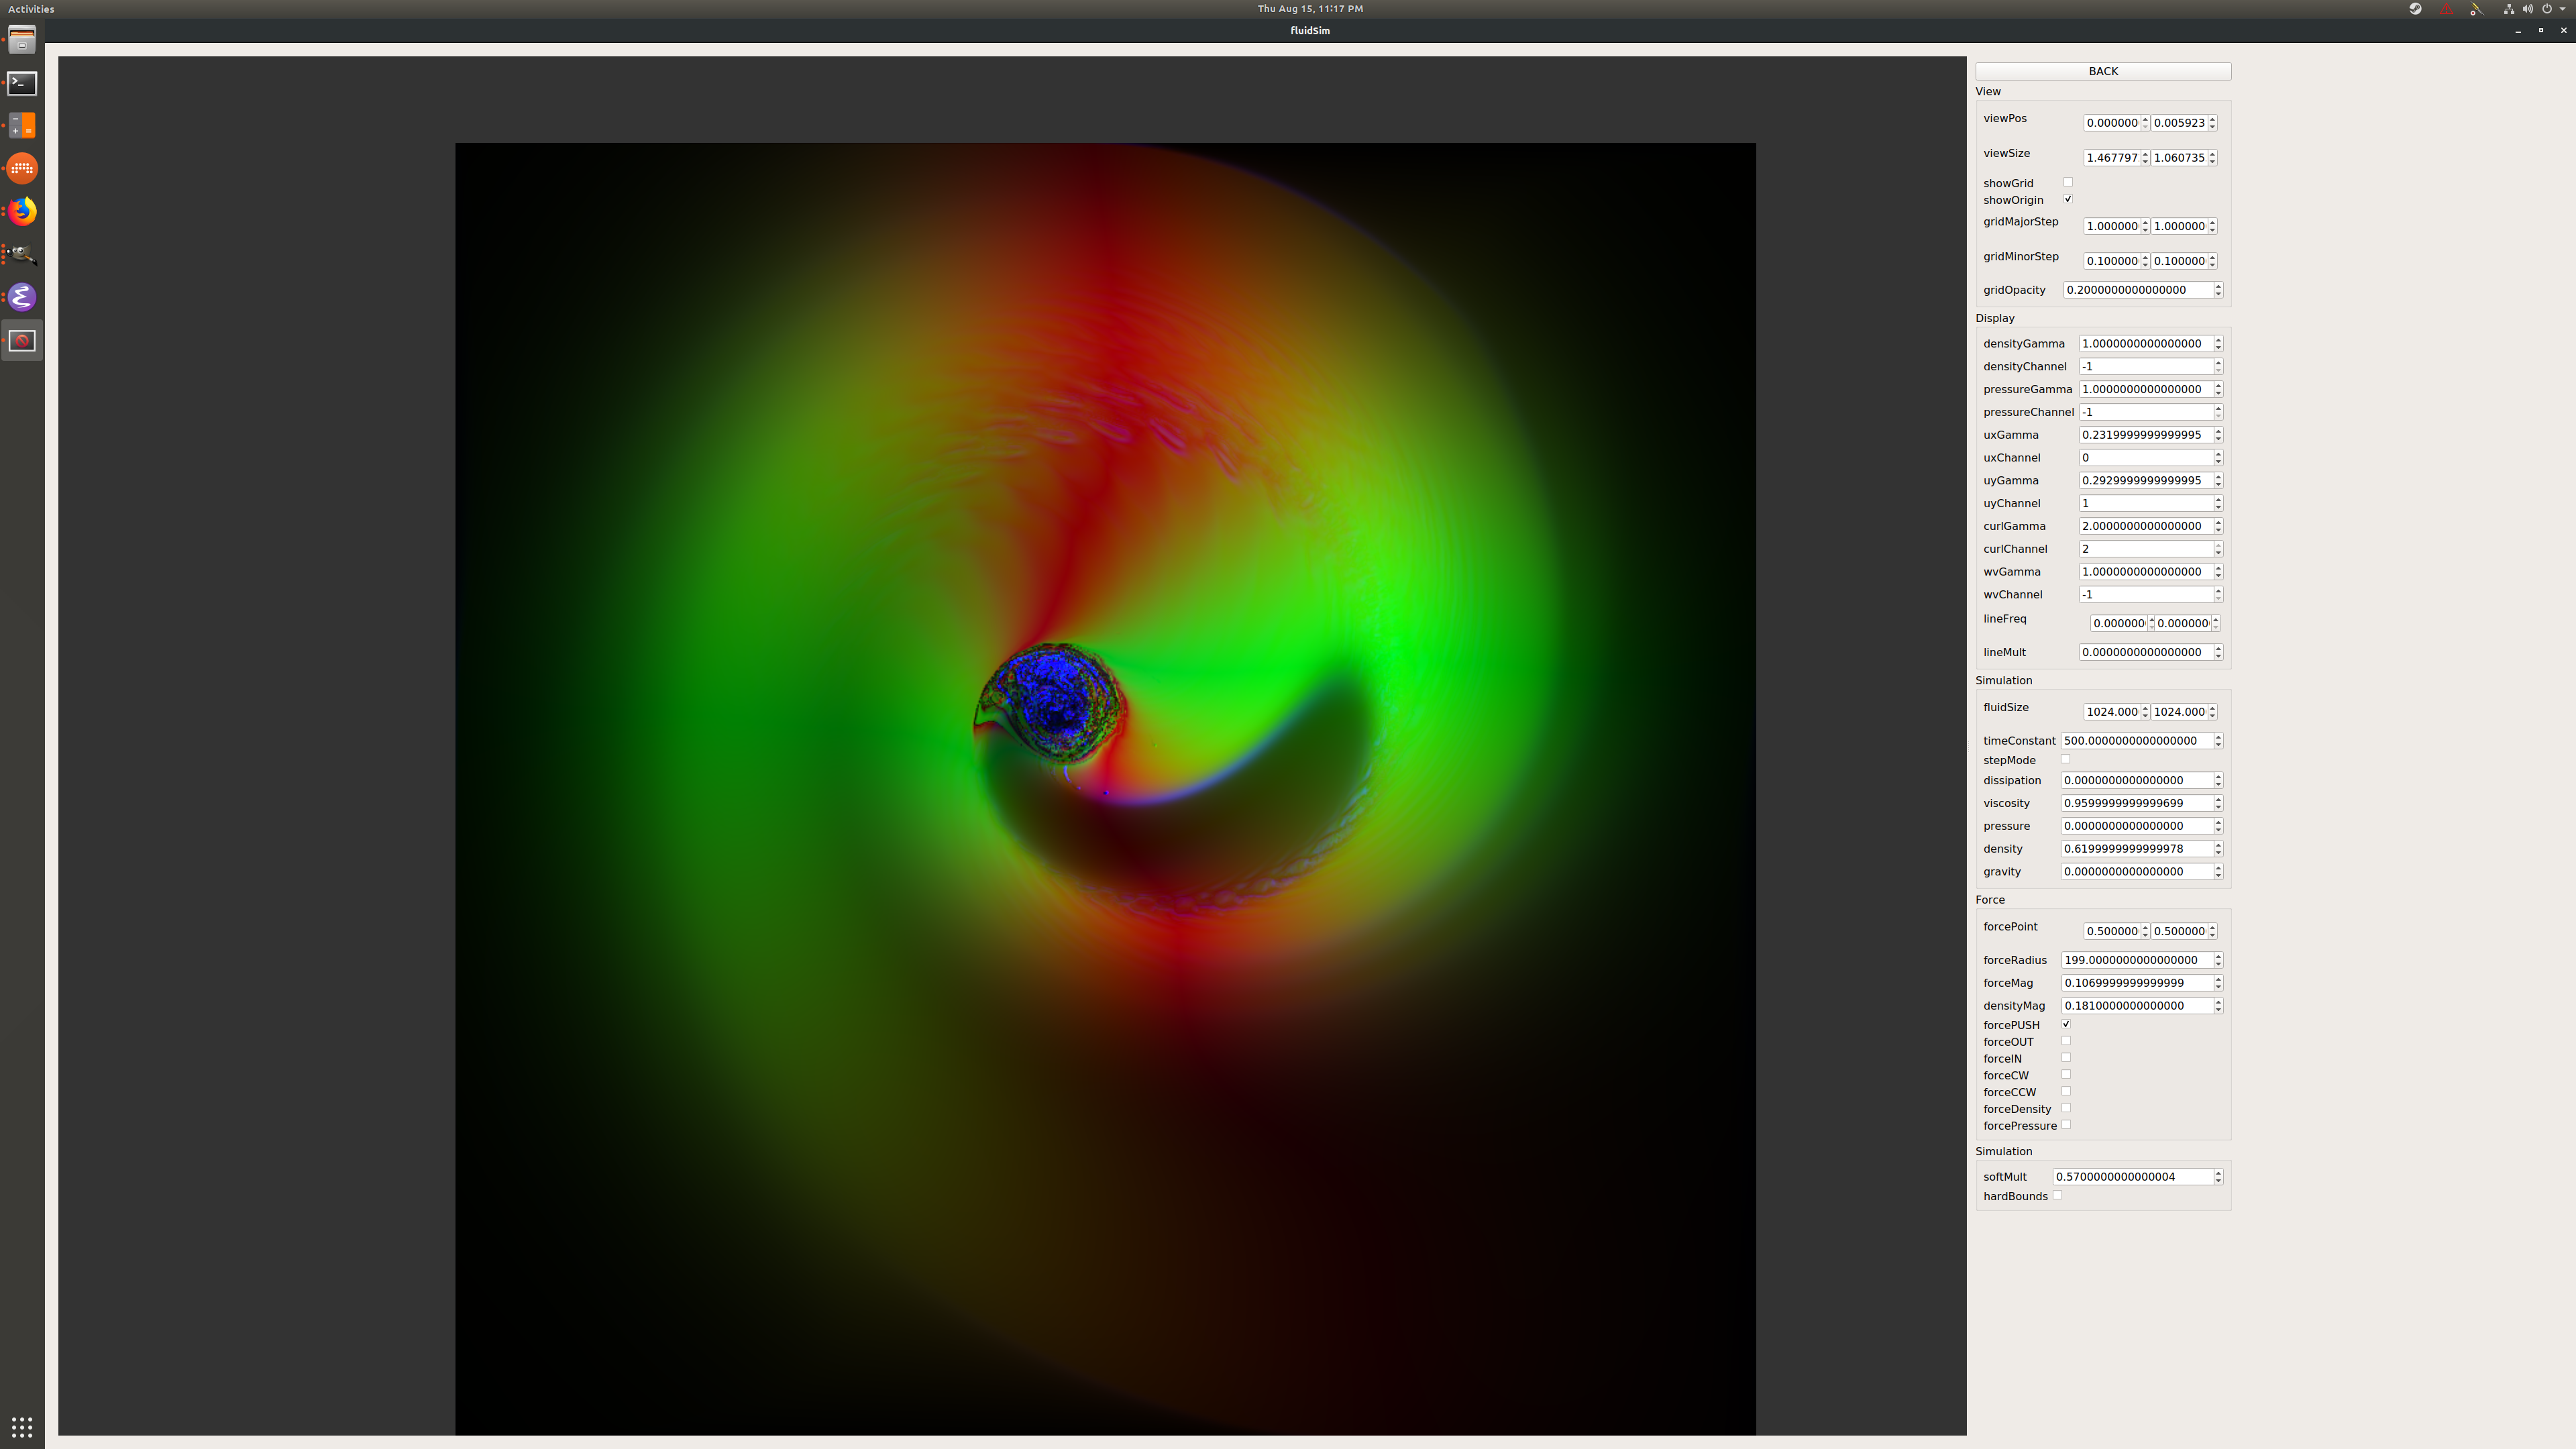 Activities
Thu Aug 15, 11:17 PM
fluidSim
BACK
View
viewPos 0.000000 0.005923
viewSize 1.467797 1.060735
showGrid
showOrigin
gridMajorStep 1.000000 1.000000
gridMinorStep 0.100000 0.100000
gridOpacity 0.2000000000000000
Display
densityGamma 1.0000000000000000
densityChannel -1
pressureGamma 1.0000000000000000
pressureChannel -1
uxGamma 0.2319999999999995
uxChannel 0
uyGamma 0.2929999999999995
uyChannel 1
curlGamma 2.0000000000000000
curlChannel 2
wvGamma 1.0000000000000000
wvChannel -1
lineFreq 0.000000 0.000000
lineMult 0.0000000000000000
Simulation
fluidSize 1024.000 1024.000
timeConstant 500.0000000000000000
stepMode
dissipation 0.0000000000000000
viscosity 0.9599999999999699
pressure 0.0000000000000000
density 0.6199999999999978
gravity 0.0000000000000000
Force
forcePoint 0.500000 0.500000
forceRadius 199.0000000000000000
forceMag 0.1069999999999999
densityMag 0.1810000000000000
forcePUSH
forceOUT
forceIN
forceCW
forceCCW
forceDensity
forcePressure
Simulation
softMult 0.5700000000000004
hardBounds